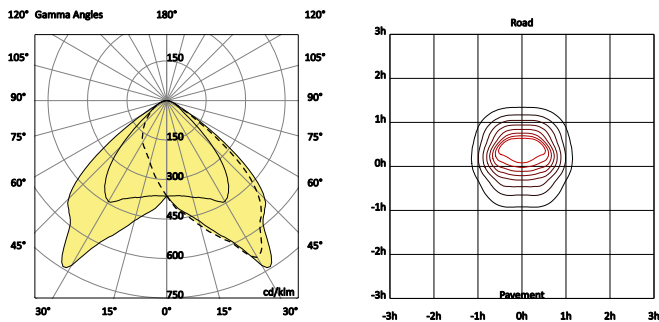 120° Gamma Angles 180° 120°
105° 150 105°
90° 90°
75° 150 75°
60° 300 60°
450
45° 600 45°
750 cd/klm
30° 15° 0° 15° 30°
Road
3h
2h
1h
0h
-1h
-2h
-3h
Pavement
-3h -2h -1h 0h 1h 2h 3h